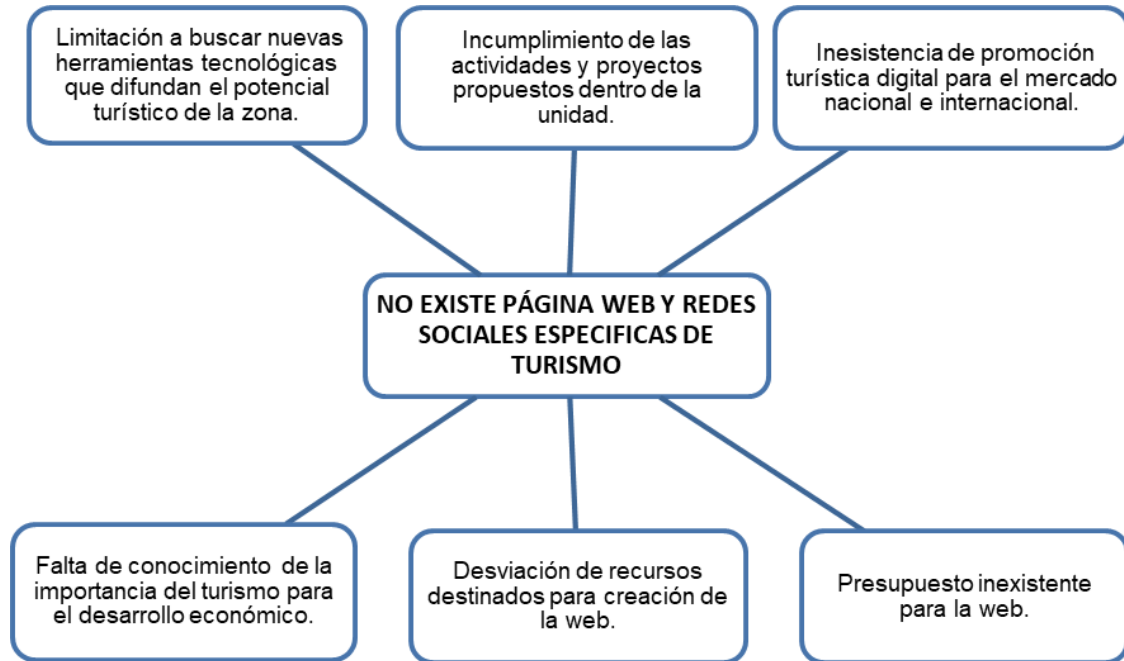 Limitación a buscar nuevas
herramientas tecnológicas
que difundan el potencial
turístico de la zona.
Incumplimiento de las
actividades y proyectos
propuestos dentro de la
unidad.
Inesistencia de promoción
turística digital para el mercado
nacional e internacional.
NO EXISTE PÁGINA WEB Y REDES
SOCIALES ESPECIFICAS DE
TURISMO
Falta de conocimiento de la
importancia del turismo para
el desarrollo económico.
Desviación de recursos
destinados para creación de
la web.
Presupuesto inexistente
para la web.